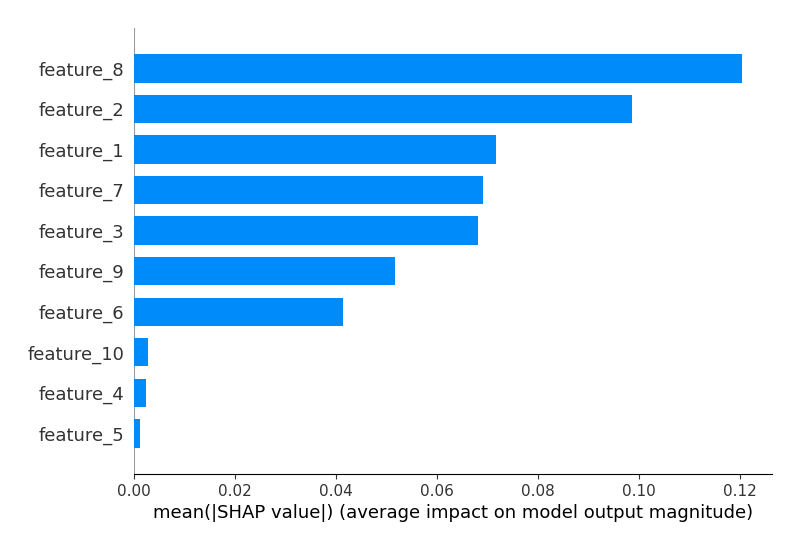 feature_8
feature_2
feature_1
feature_7
feature_3
feature_9
feature_6
feature_10
feature_4
feature_5
0.00 0.02 0.04 0.06 0.08 0.10 0.12
mean(|SHAP value|) (average impact on model output magnitude)